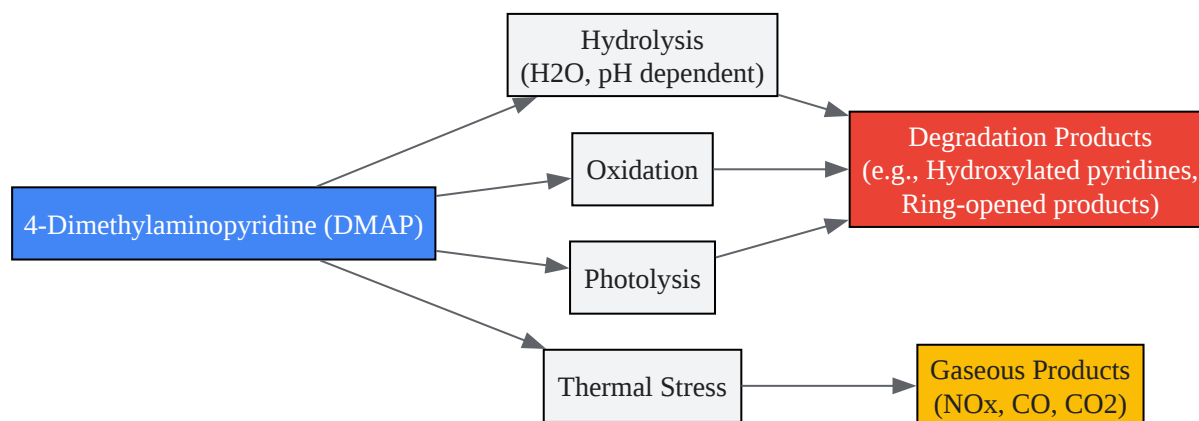 Hydrolysis
(H2O, pH dependent)
Degradation Products
(e.g., Hydroxylated pyridines,
Ring-opened products)
Oxidation
4-Dimethylaminopyridine (DMAP)
Photolysis
Thermal Stress
Gaseous Products
(NOx, CO, CO2)